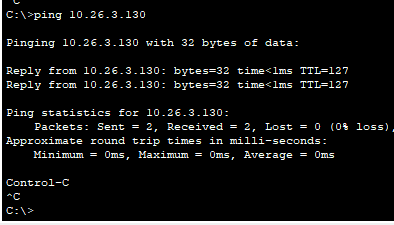 ^C
C:\>ping 10.26.3.130
Pinging 10.26.3.130 with 32 bytes of data:
Reply from 10.26.3.130: bytes=32 time<1ms TTL=127
Reply from 10.26.3.130: bytes=32 time<1ms TTL=127
Ping statistics for 10.26.3.130:
    Packets: Sent = 2, Received = 2, Lost = 0 (0% loss),
Approximate round trip times in milli-seconds:
    Minimum = 0ms, Maximum = 0ms, Average = 0ms
Control-C
^C
C:\>